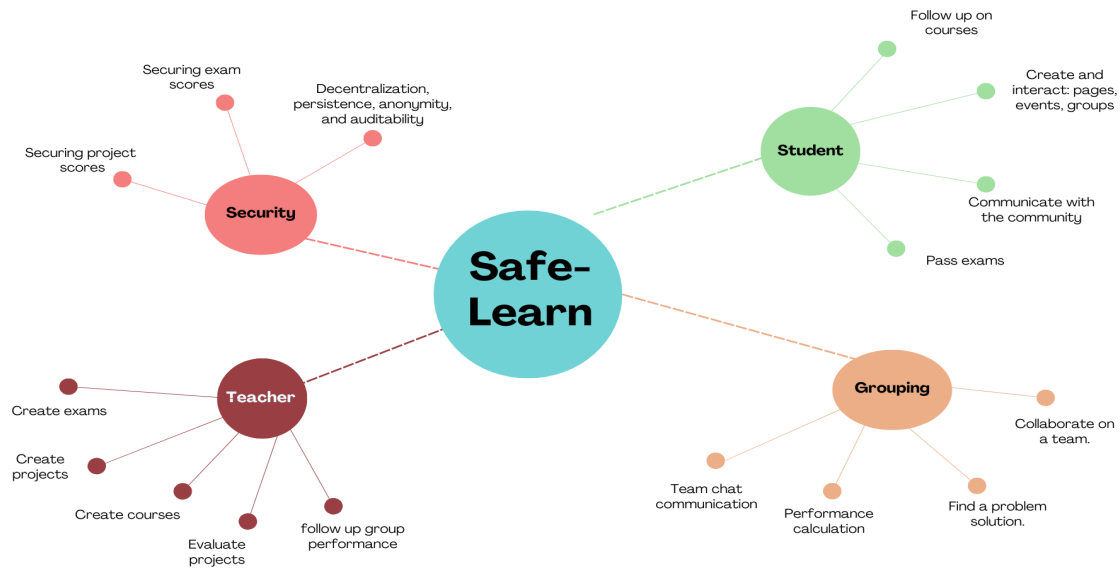 Follow up on
courses
Securing exam
scores
Decentralization,
persistence, anonymity,
and auditability
Create and
interact: pages,
events, groups
Securing project
scores
Student
Security
Communicate with
the community
Pass exams
Safe-
Learn
Teacher
Grouping
Create exams
Collaborate on
a team.
Create
projects
Team chat
communication
Create courses
Performance
calculation
Find a problem
solution.
Evaluate
projects
follow up group
performance